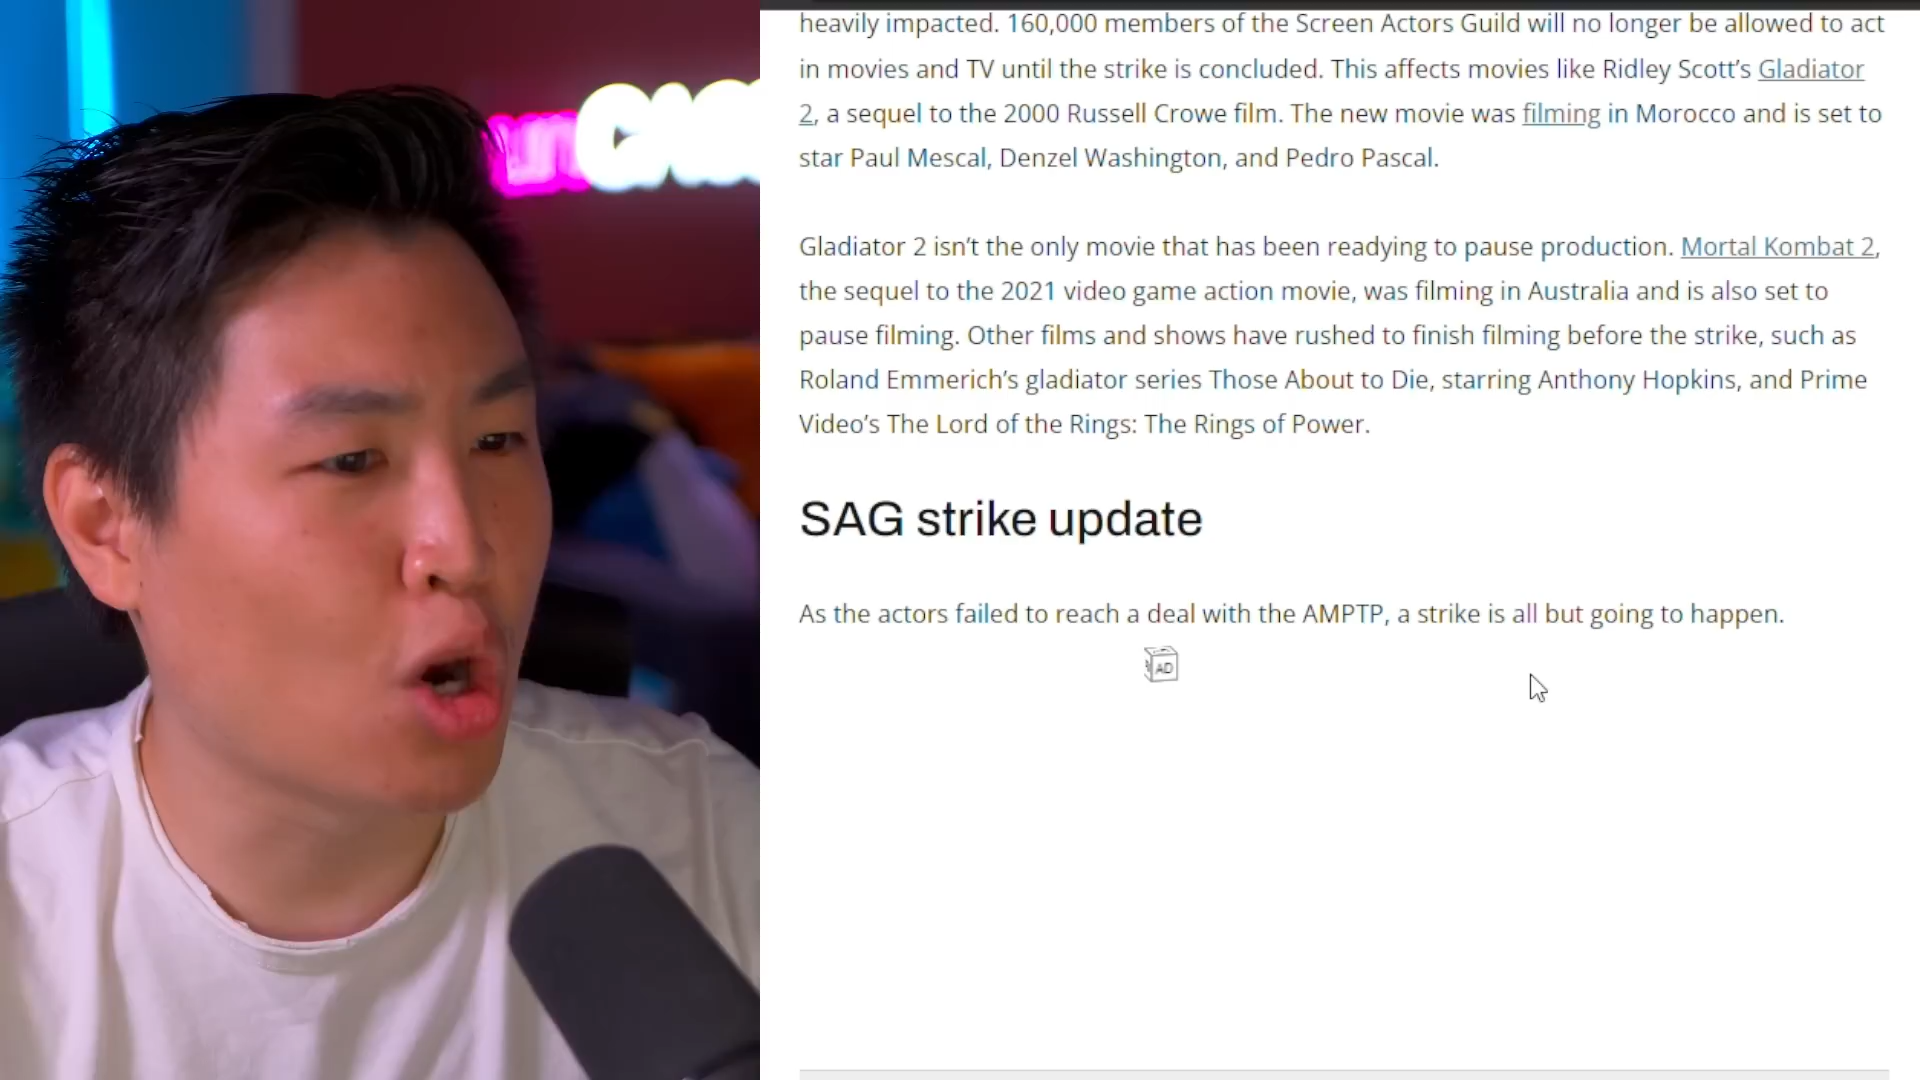 heavily impacted. 160,000 members of the Screen Actors Guild will no longer be allowed to act
in movies and TV until the strike is concluded. This affects movies like Ridley Scott’s Gladiator
2, a sequel to the 2000 Russell Crowe film. The new movie was filming in Morocco and is set to
star Paul Mescal, Denzel Washington, and Pedro Pascal.
Gladiator 2 isn’t the only movie that has been readying to pause production. Mortal Kombat 2,
the sequel to the 2021 video game action movie, was filming in Australia and is also set to
pause filming. Other films and shows have rushed to finish filming before the strike, such as
Roland Emmerich’s gladiator series Those About to Die, starring Anthony Hopkins, and Prime
Video’s The Lord of the Rings: The Rings of Power.
SAG strike update
As the actors failed to reach a deal with the AMPTP, a strike is all but going to happen.
AD